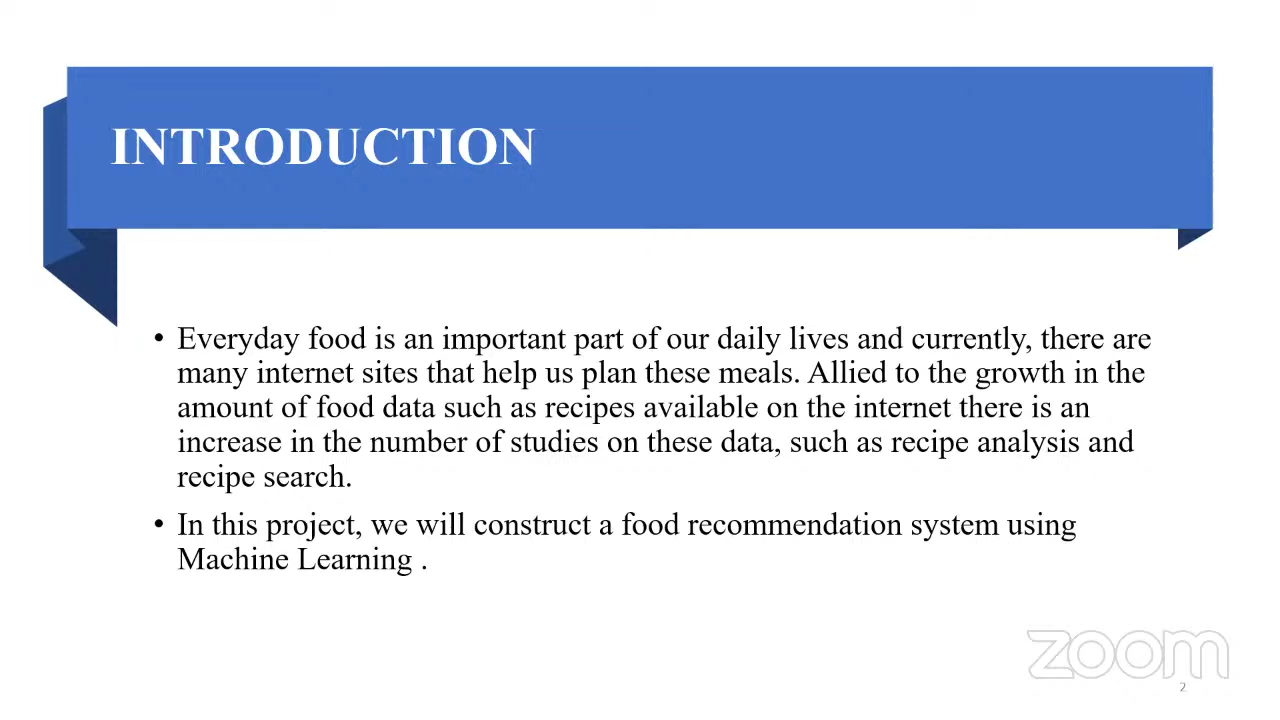 INTRODUCTION
• Everyday food is an important part of our daily lives and currently, there are
many internet sites that help us plan these meals. Allied to the growth in the
amount of food data such as recipes available on the internet there is an
increase in the number of studies on these data, such as recipe analysis and
recipe search.
• In this project, we will construct a food recommendation system using
Machine Learning .
zoom
2